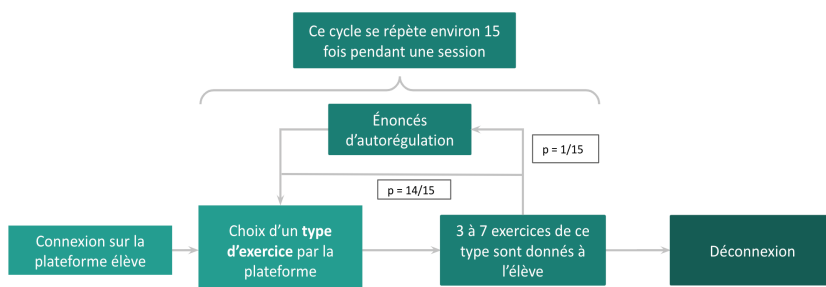 Ce cycle se répète environ 15
fois pendant une session
Énoncés
d'autorégulation
p = 1/15
p = 14/15
Connexion sur la
plateforme élève
Choix d'un type
d'exercice par la
plateforme
3 à 7 exercices de ce
type sont donnés à
l'élève
Déconnexion